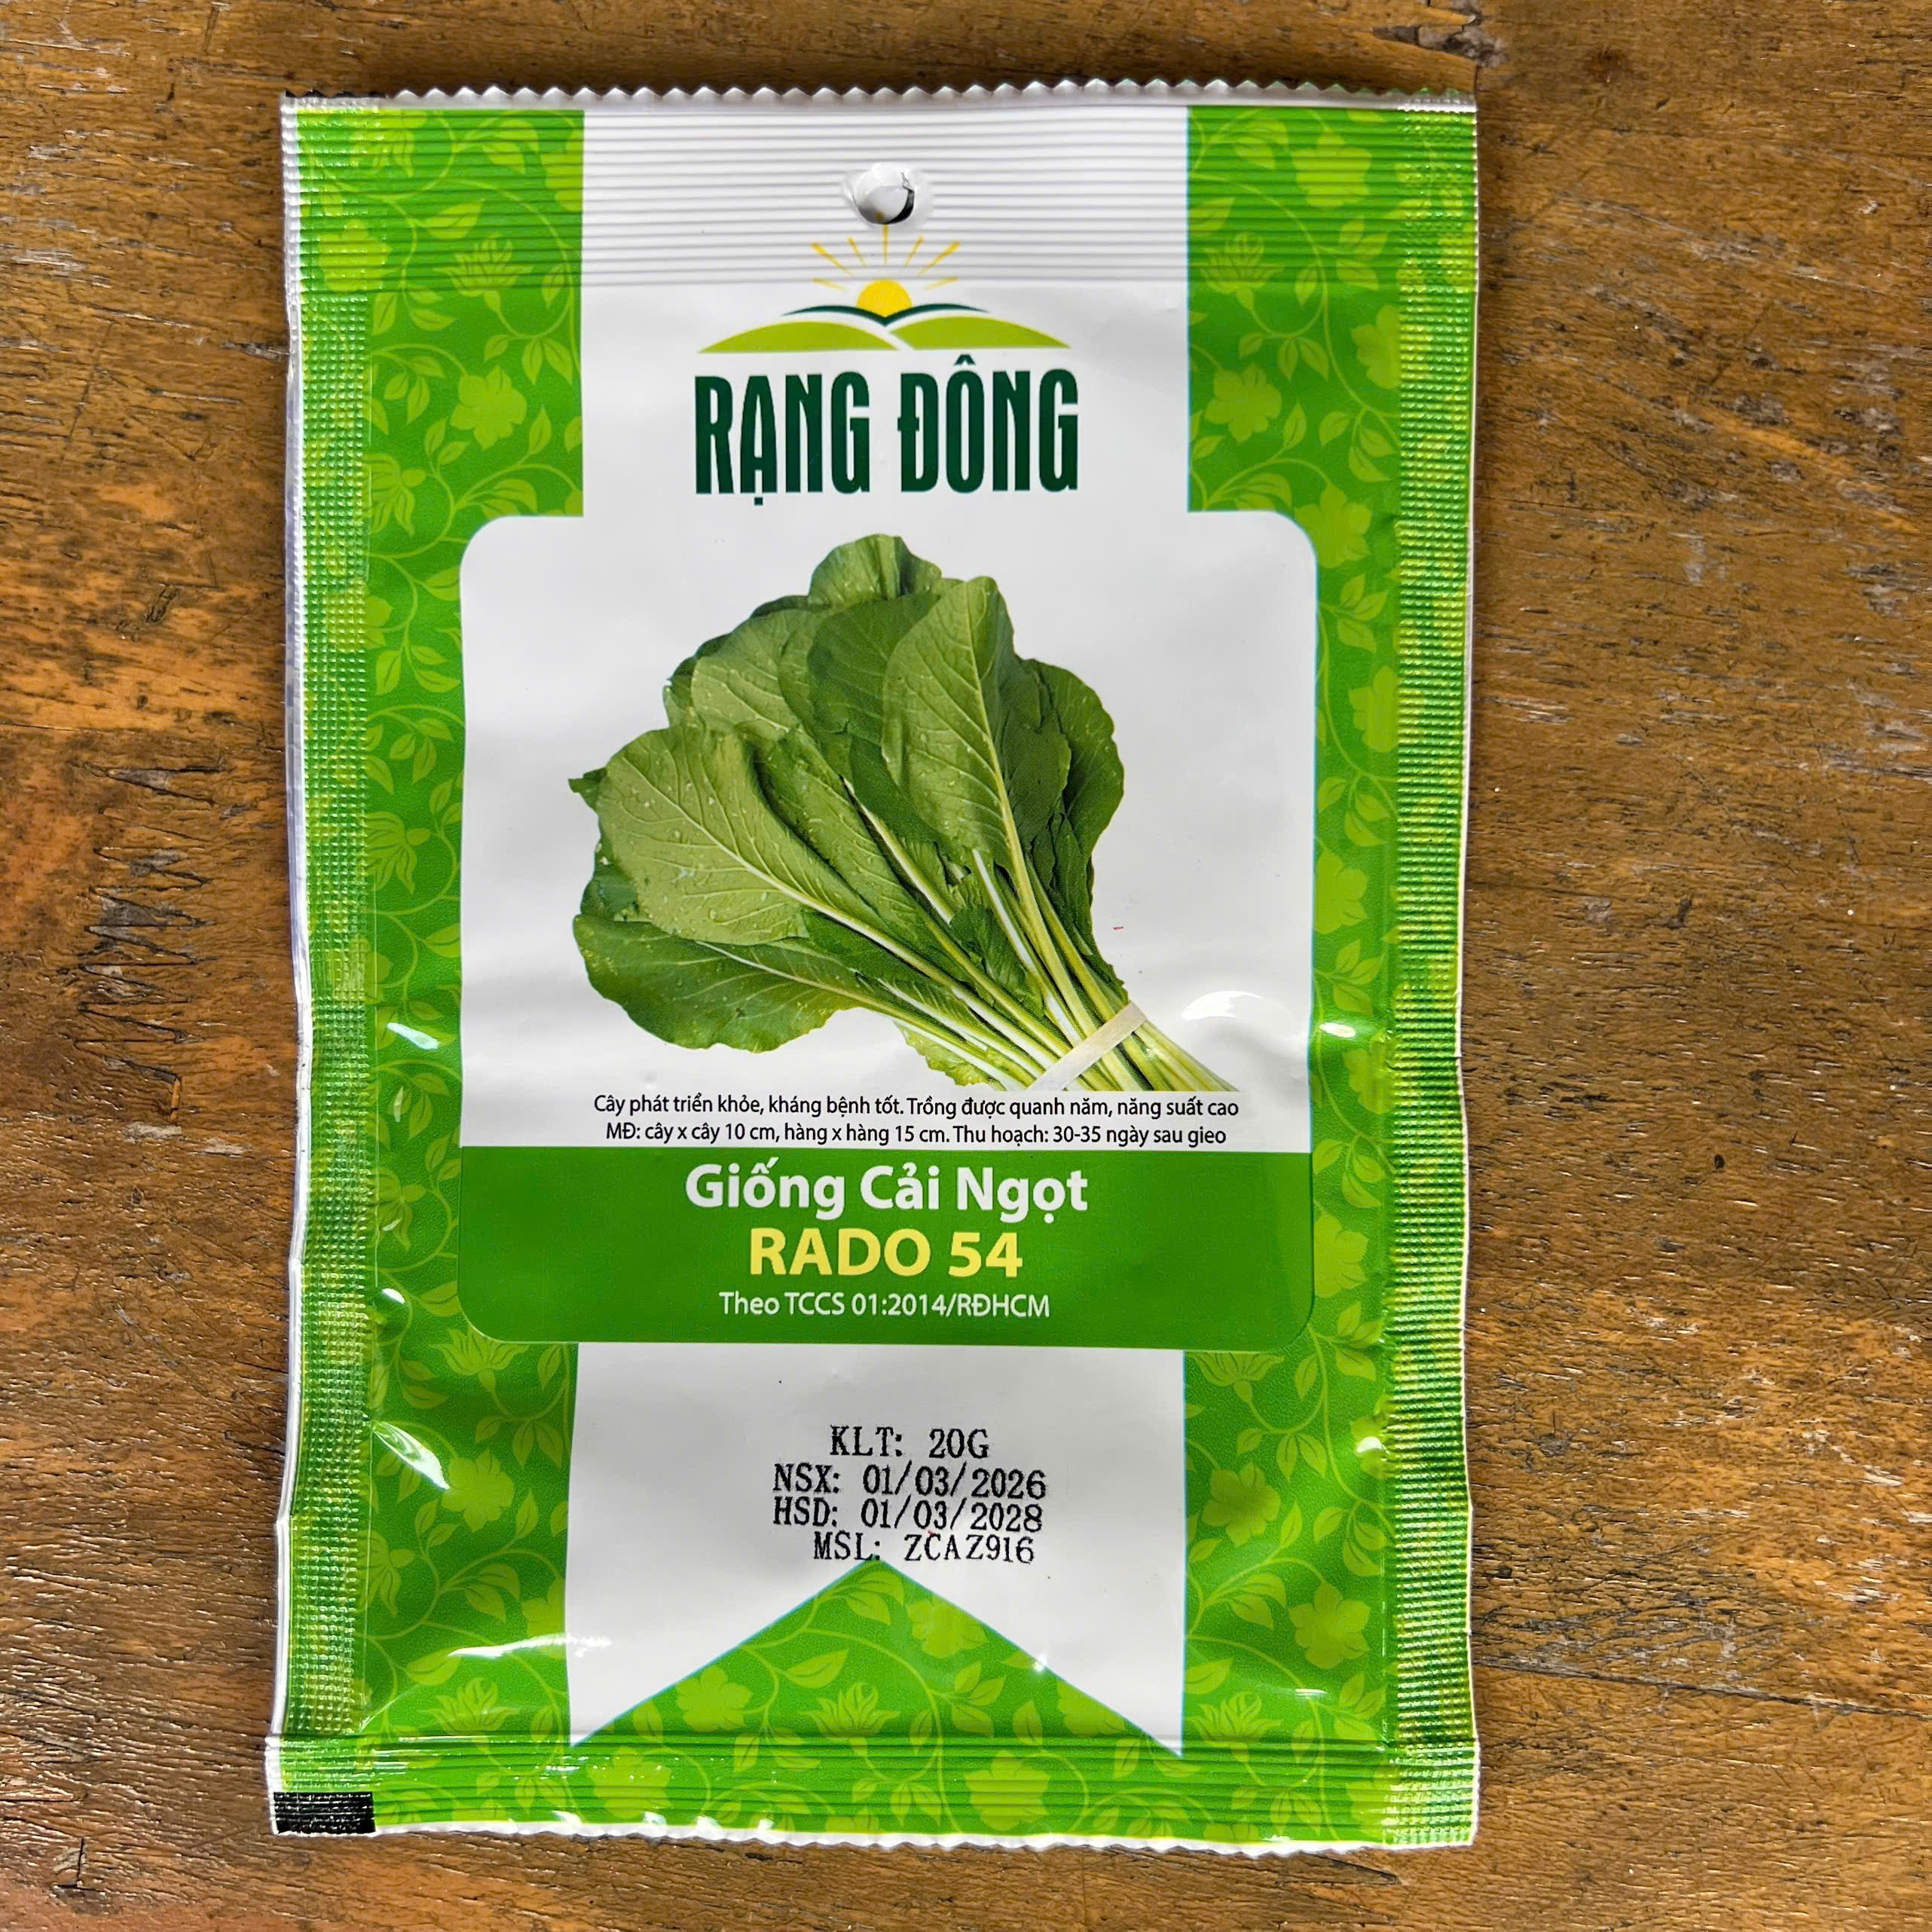 RẠNG ĐÔNG
Cây phát triển khỏe, kháng bệnh tốt. Trồng được quanh năm, năng suất cao
MĐ: cây x cây 10 cm, hàng x hàng 15 cm. Thu hoạch: 30-35 ngày sau gieo
Giống Cải Ngọt
RADO 54
Theo TCCS 01:2014/RĐHCM
KLT: 20G
NSX: 01/03/2026
HSD: 01/03/2028
MSL: ZCAZ916